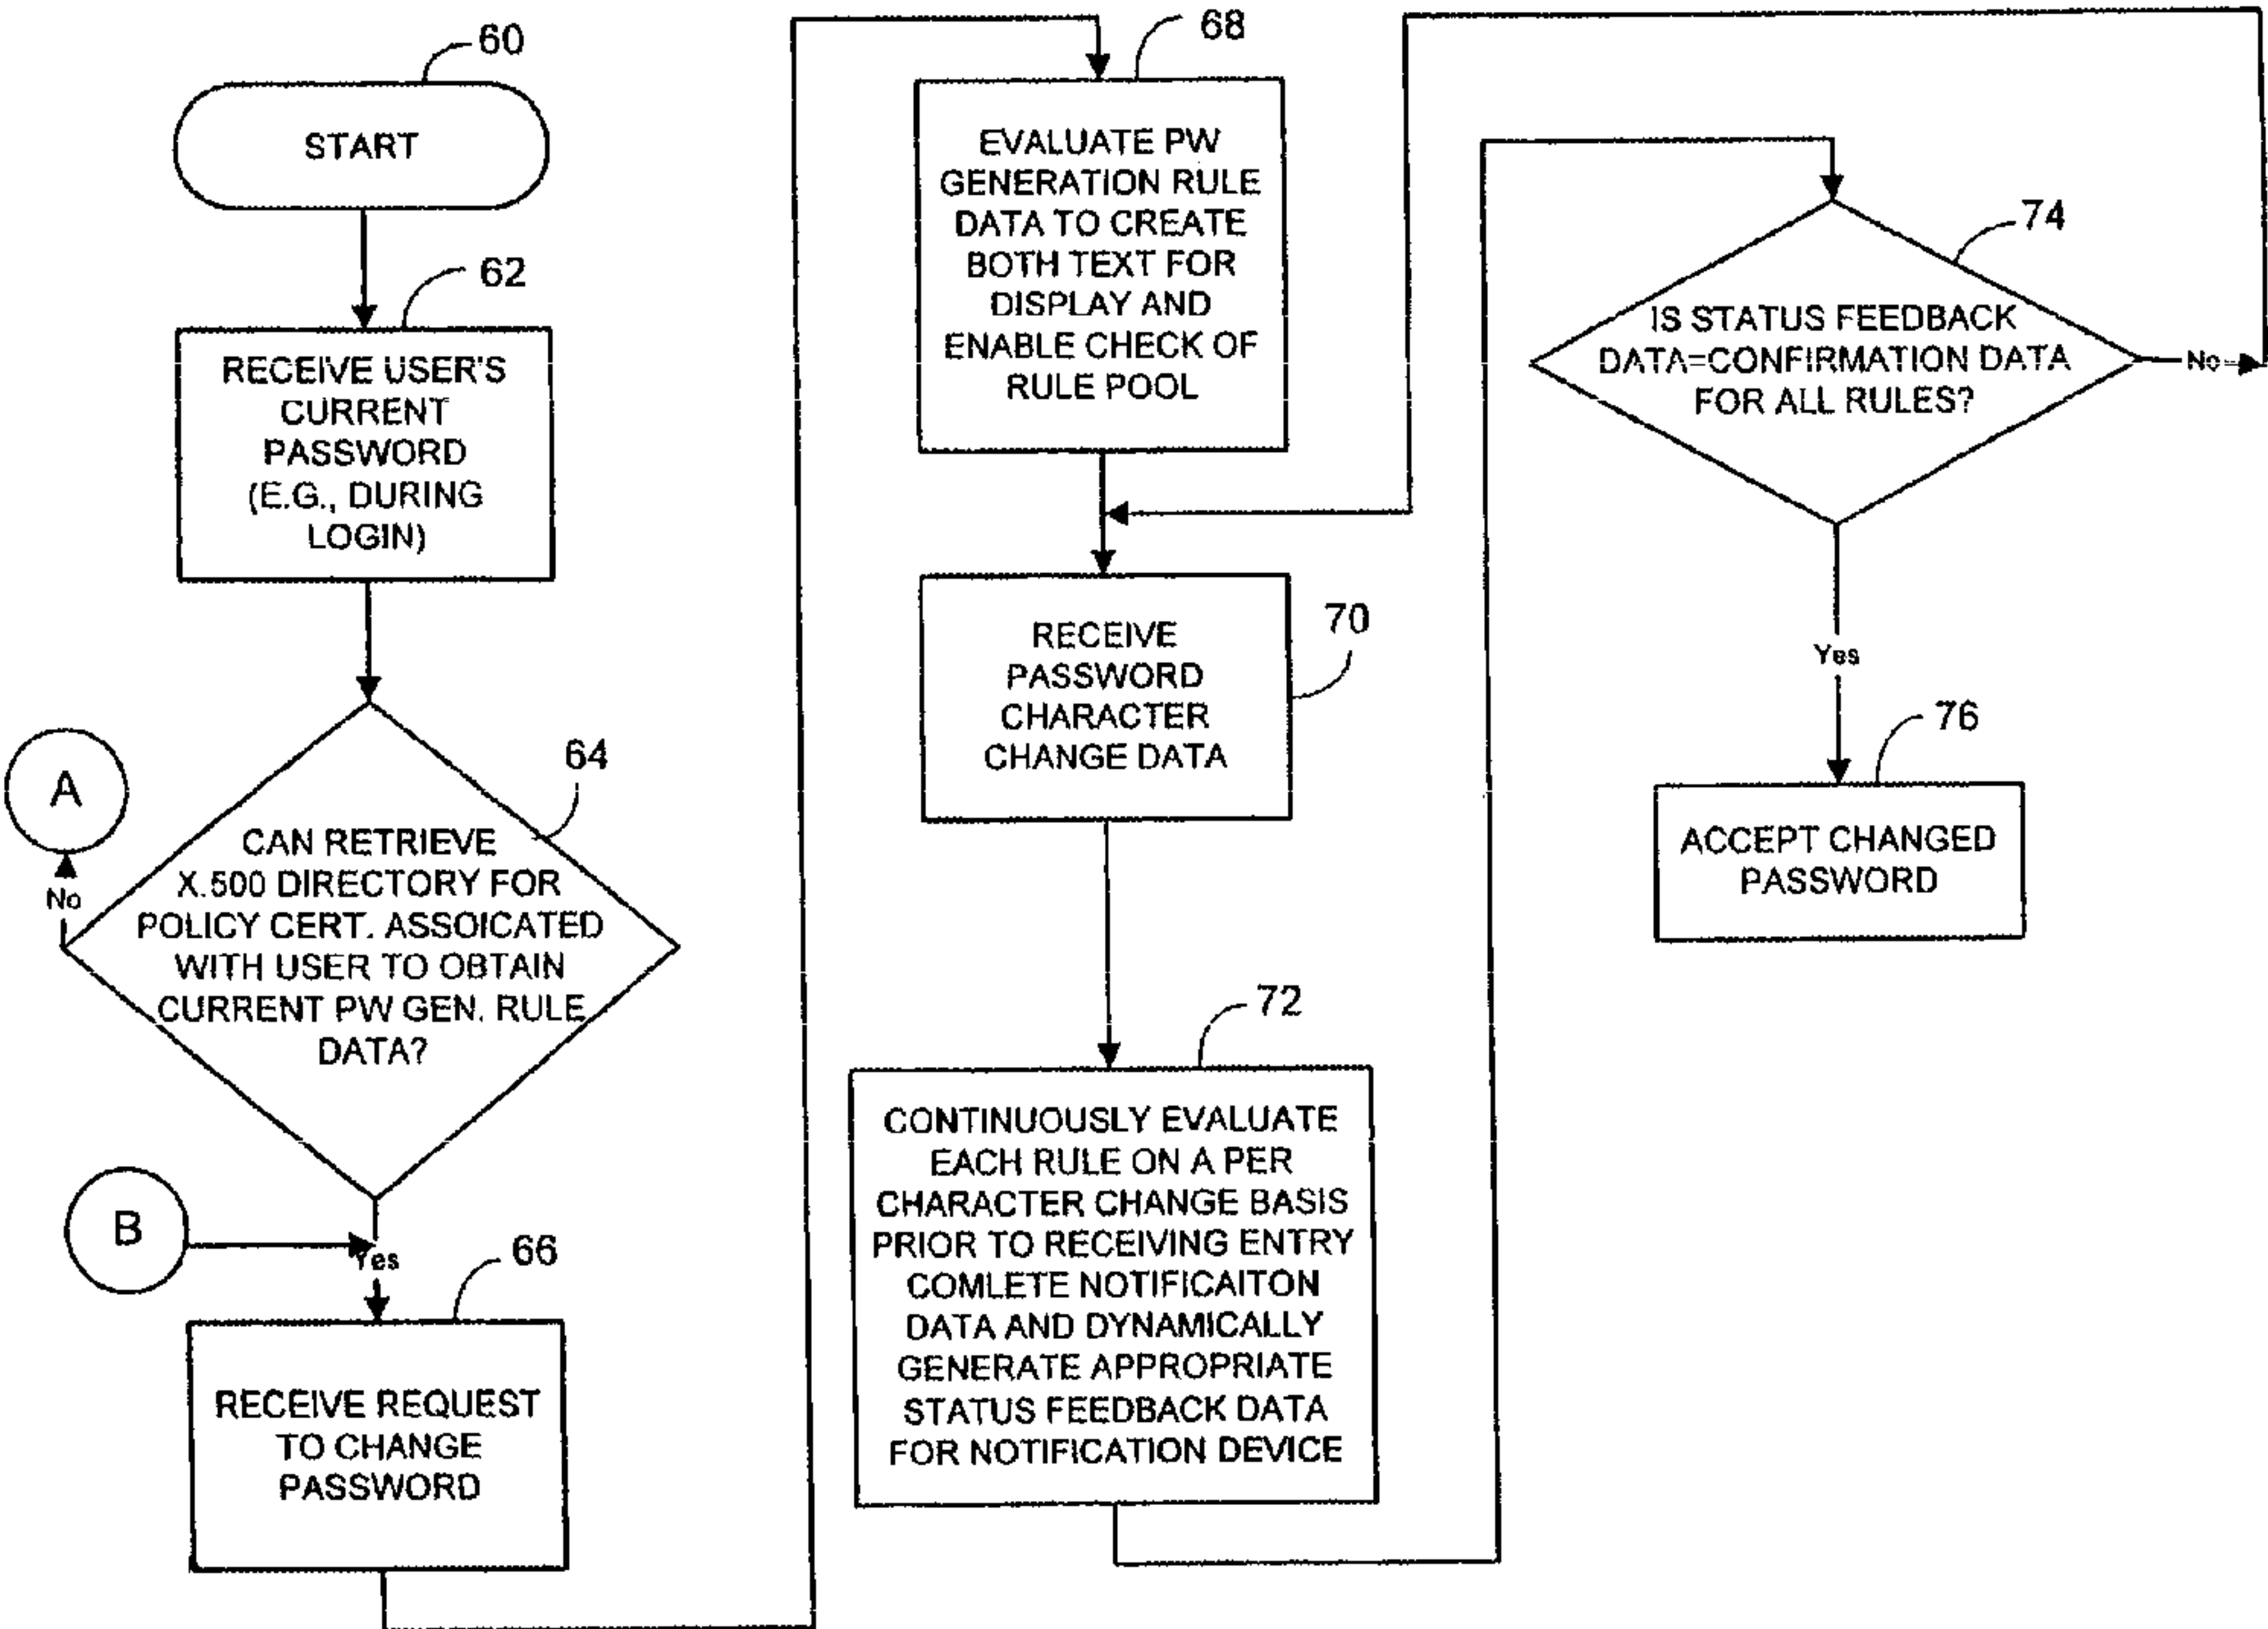 60
START
62
RECEIVE USER'S
CURRENT
PASSWORD
(E.G., DURING
LOGIN)
64
CAN RETRIEVE
X.500 DIRECTORY FOR
POLICY CERT. ASSOICATED
WITH USER TO OBTAIN
CURRENT PW GEN. RULE
DATA?
A
No
B
Yes
66
RECEIVE REQUEST
TO CHANGE
PASSWORD
68
EVALUATE PW
GENERATION RULE
DATA TO CREATE
BOTH TEXT FOR
DISPLAY AND
ENABLE CHECK OF
RULE POOL
70
RECEIVE
PASSWORD
CHARACTER
CHANGE DATA
72
CONTINUOUSLY EVALUATE
EACH RULE ON A PER
CHARACTER CHANGE BASIS
PRIOR TO RECEIVING ENTRY
COMLETE NOTIFICAITON
DATA AND DYNAMICALLY
GENERATE APPROPRIATE
STATUS FEEDBACK DATA
FOR NOTIFICATION DEVICE
74
IS STATUS FEEDBACK
DATA=CONFIRMATION DATA
FOR ALL RULES?
No
Yes
76
ACCEPT CHANGED
PASSWORD